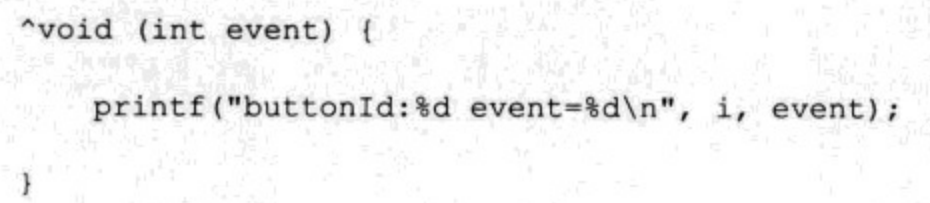 ^void (int event) {
printf("buttonId:%d event=%d\n", i, event);
}